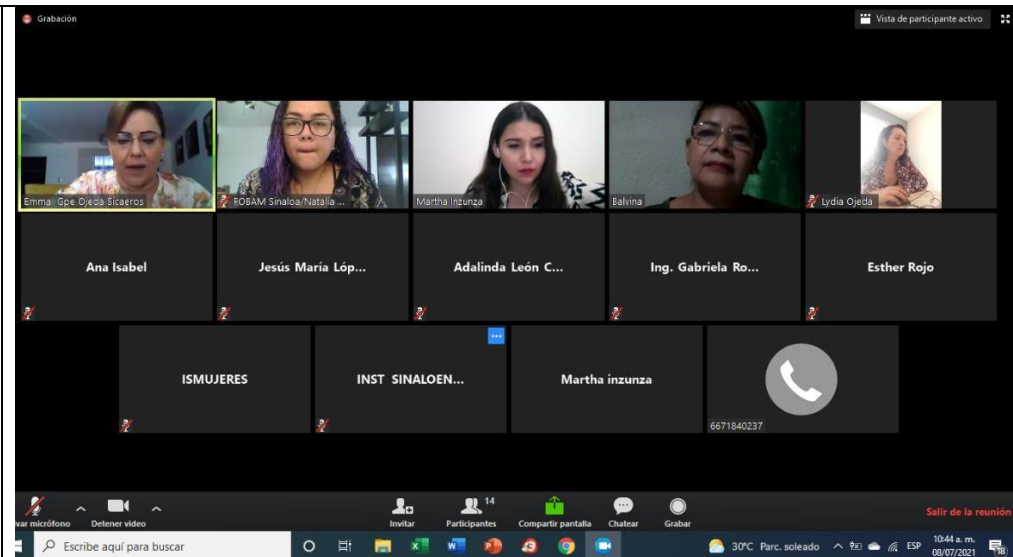 Grabación
Vista de participante activo
Emma Gpe Ojeda Sicaeros
FOBAM Sinaloa/Natalia ...
Martha Inzunza
Balvina
Lydia Ojeda
Ana Isabel
Jesús María Lóp...
Adalinda León C...
Ing. Gabriela Ro...
Esther Rojo
ISMUJERES
INST SINALOEN...
Martha inzunza
6671840237
var micrófono
Detener video
Invitar
Participantes
14
Compartir pantalla
Chatear
Grabar
Salir de la reunión
Escribe aquí para buscar
30°C Parc. soleado
ESP
10:44 a. m.
08/07/2021
18